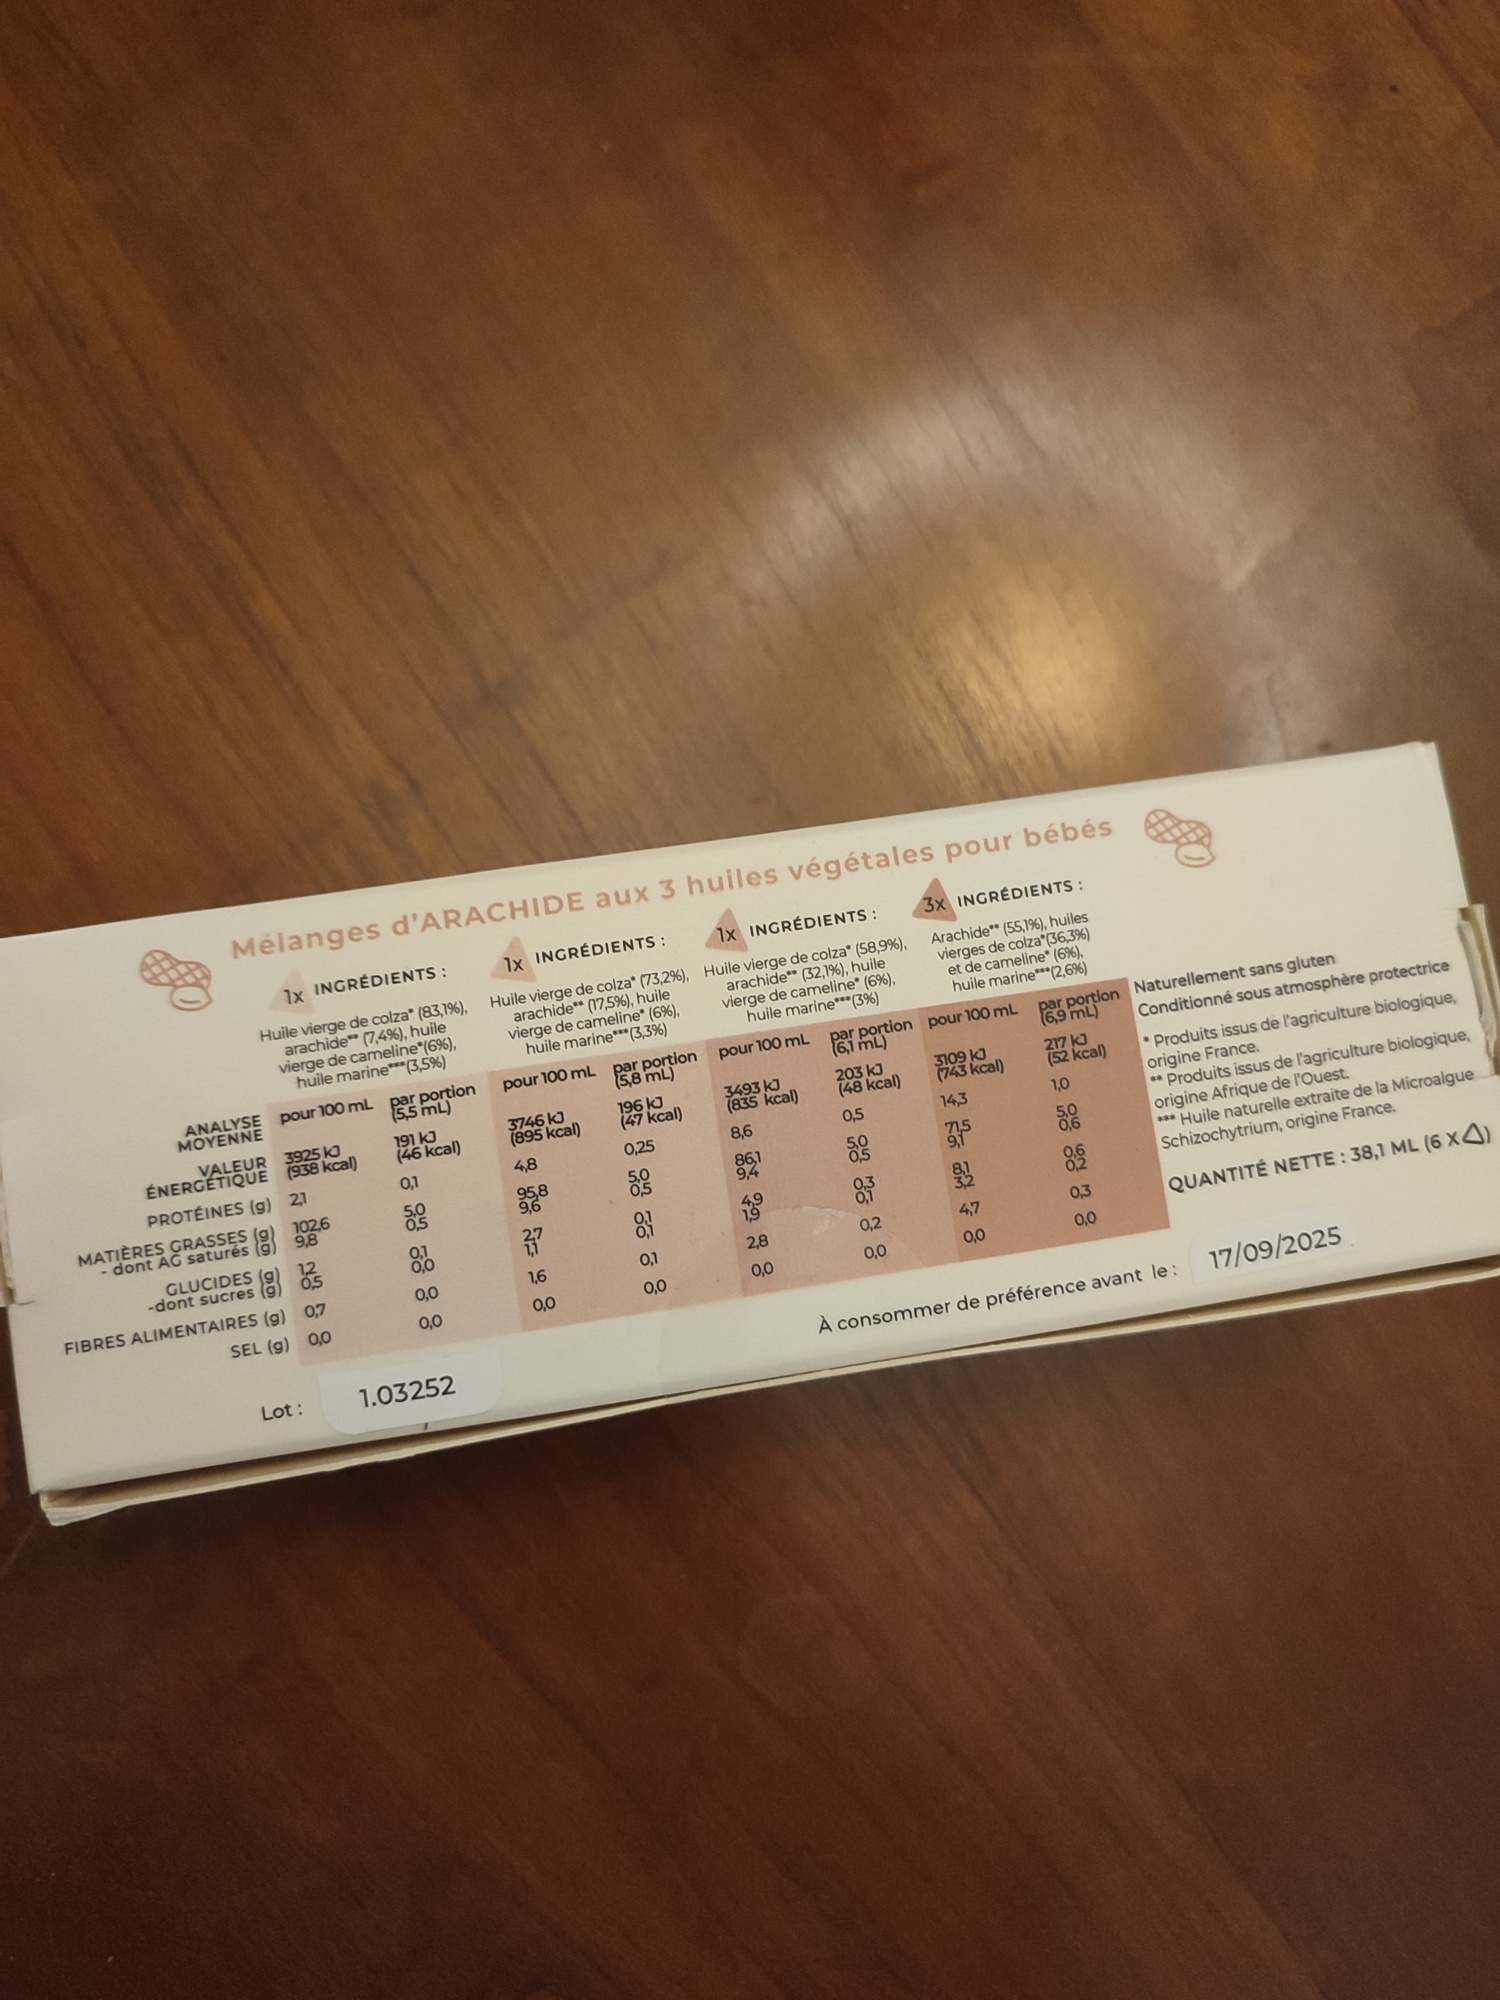 Mélanges d'ARACHIDE aux 3 huiles végétales pour bébés
1x INGRÉDIENTS :
Huile vierge de colza* (83,1%),
arachide** (7,4%), huile
vierge de cameline*(6%),
huile marine***(3,5%)
1x INGRÉDIENTS :
Huile vierge de colza* (73,2%),
arachide** (17,5%), huile
vierge de cameline* (6%),
huile marine***(3,3%)
1x INGRÉDIENTS :
Huile vierge de colza* (58,9%),
arachide** (32,1%), huile
vierge de cameline* (6%),
huile marine***(3%)
3x INGRÉDIENTS :
Arachide** (55,1%), huiles
vierges de colza*(36,3%)
et de cameline* (6%),
huile marine***(2,6%)
ANALYSE MOYENNE pour 100 mL par portion (5,5 mL) pour 100 mL par portion (5,8 mL) pour 100 mL par portion (6,1 mL) pour 100 mL par portion (6,9 mL)
VALEUR ÉNERGÉTIQUE 3925 kJ (938 kcal) 191 kJ (46 kcal) 3746 kJ (895 kcal) 196 kJ (47 kcal) 3493 kJ (835 kcal) 203 kJ (48 kcal) 3109 kJ (743 kcal) 217 kJ (52 kcal)
PROTÉINES (g) 2,1 0,1 4,8 0,25 8,6 0,5 14,3 1,0
MATIÈRES GRASSES (g) 102,6 5,0 95,8 5,0 86,1 5,0 71,5 5,0
- dont AG saturés (g) 9,8 0,5 9,6 0,5 9,4 0,5 9,1 0,6
GLUCIDES (g) 1,2 0,1 2,7 0,1 4,9 0,3 8,1 0,6
-dont sucres (g) 0,5 0,0 1,1 0,1 1,9 0,1 3,2 0,2
FIBRES ALIMENTAIRES (g) 0,7 0,0 1,6 0,1 2,8 0,2 4,7 0,3
SEL (g) 0,0 0,0 0,0 0,0 0,0 0,0 0,0 0,0
Naturellement sans gluten
Conditionné sous atmosphère protectrice
* Produits issus de l'agriculture biologique,
origine France.
** Produits issus de l'agriculture biologique,
origine Afrique de l'Ouest.
*** Huile naturelle extraite de la Microalgue
Schizochytrium, origine France.
QUANTITÉ NETTE : 38,1 ML (6 X )
À consommer de préférence avant le : 17/09/2025
Lot : 1.03252